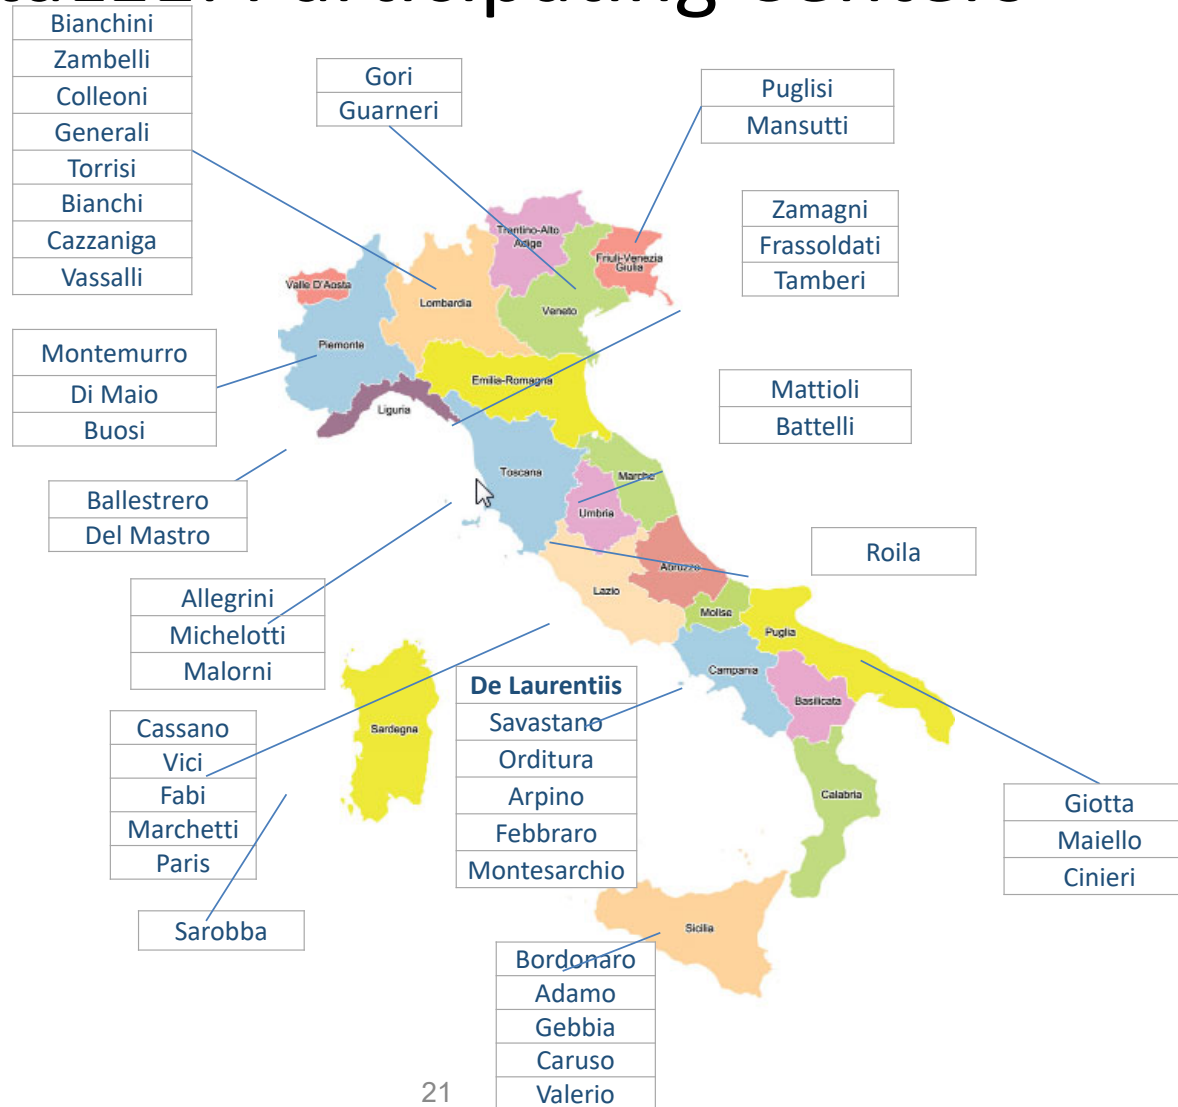 Participating Centers
Bianchini
Zambelli
Colleoni
Generali
Torrisi
Bianchi
Cazzaniga
Vassalli
Gori
Guarneri
Puglisi
Mansutti
Zamagni
Frassoldati
Tamberi
Montemurro
Di Maio
Buosi
Mattioli
Battelli
Ballestrero
Del Mastro
Roila
Allegrini
Michelotti
Malorni
De Laurentiis
Savastano
Orditura
Arpino
Febbraro
Montesarchio
Cassano
Vici
Fabi
Marchetti
Paris
Giotta
Maiello
Cinieri
Sarobba
Bordonaro
Adamo
Gebbia
Caruso
Valerio
Trentino-Alto
Adige
Friuli-Venezia
Giulia
Valle D'Aosta
Lombardia
Veneto
Piemonte
Emilia-Romagna
Liguria
Toscana
Marche
Umbria
Abruzzo
Lazio
Molise
Puglia
Campania
Basilicata
Sardegna
Calabria
Sicilia
21